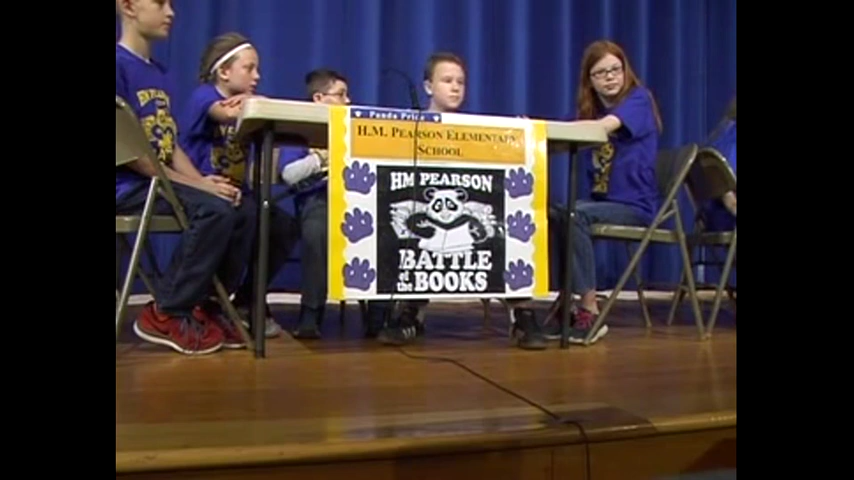 Panda Pride
H.M. PEARSON ELEMENTARY
SCHOOL
HM PEARSON
BATTLE
of the
BOOKS